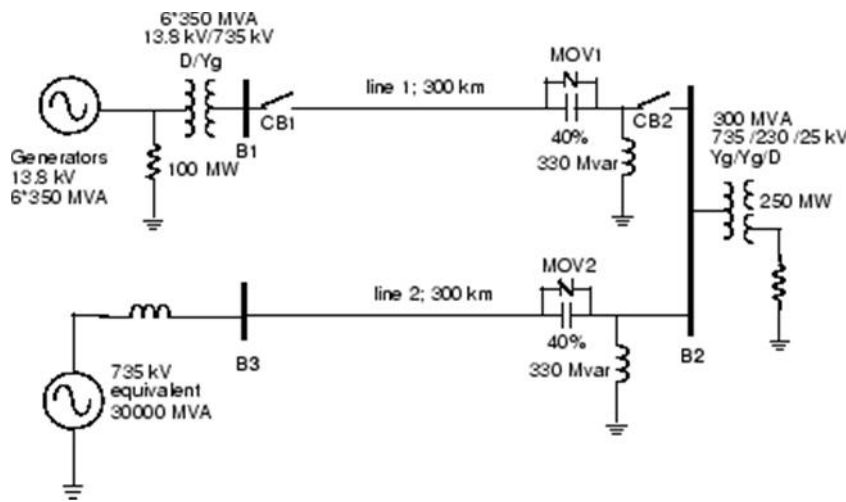 6*350 MVA
13.8 kV/735 kV
D/Yg
MOV1
line 1; 300 km
CB1
CB2
B1
40%
330 Mvar
100 MW
Generators
13.8 kV
6*350 MVA
300 MVA
735 /230 /25 kV
Yg/Yg/D
250 MW
MOV2
line 2; 300 km
B3
40%
330 Mvar
B2
735 kV
equivalent
30000 MVA